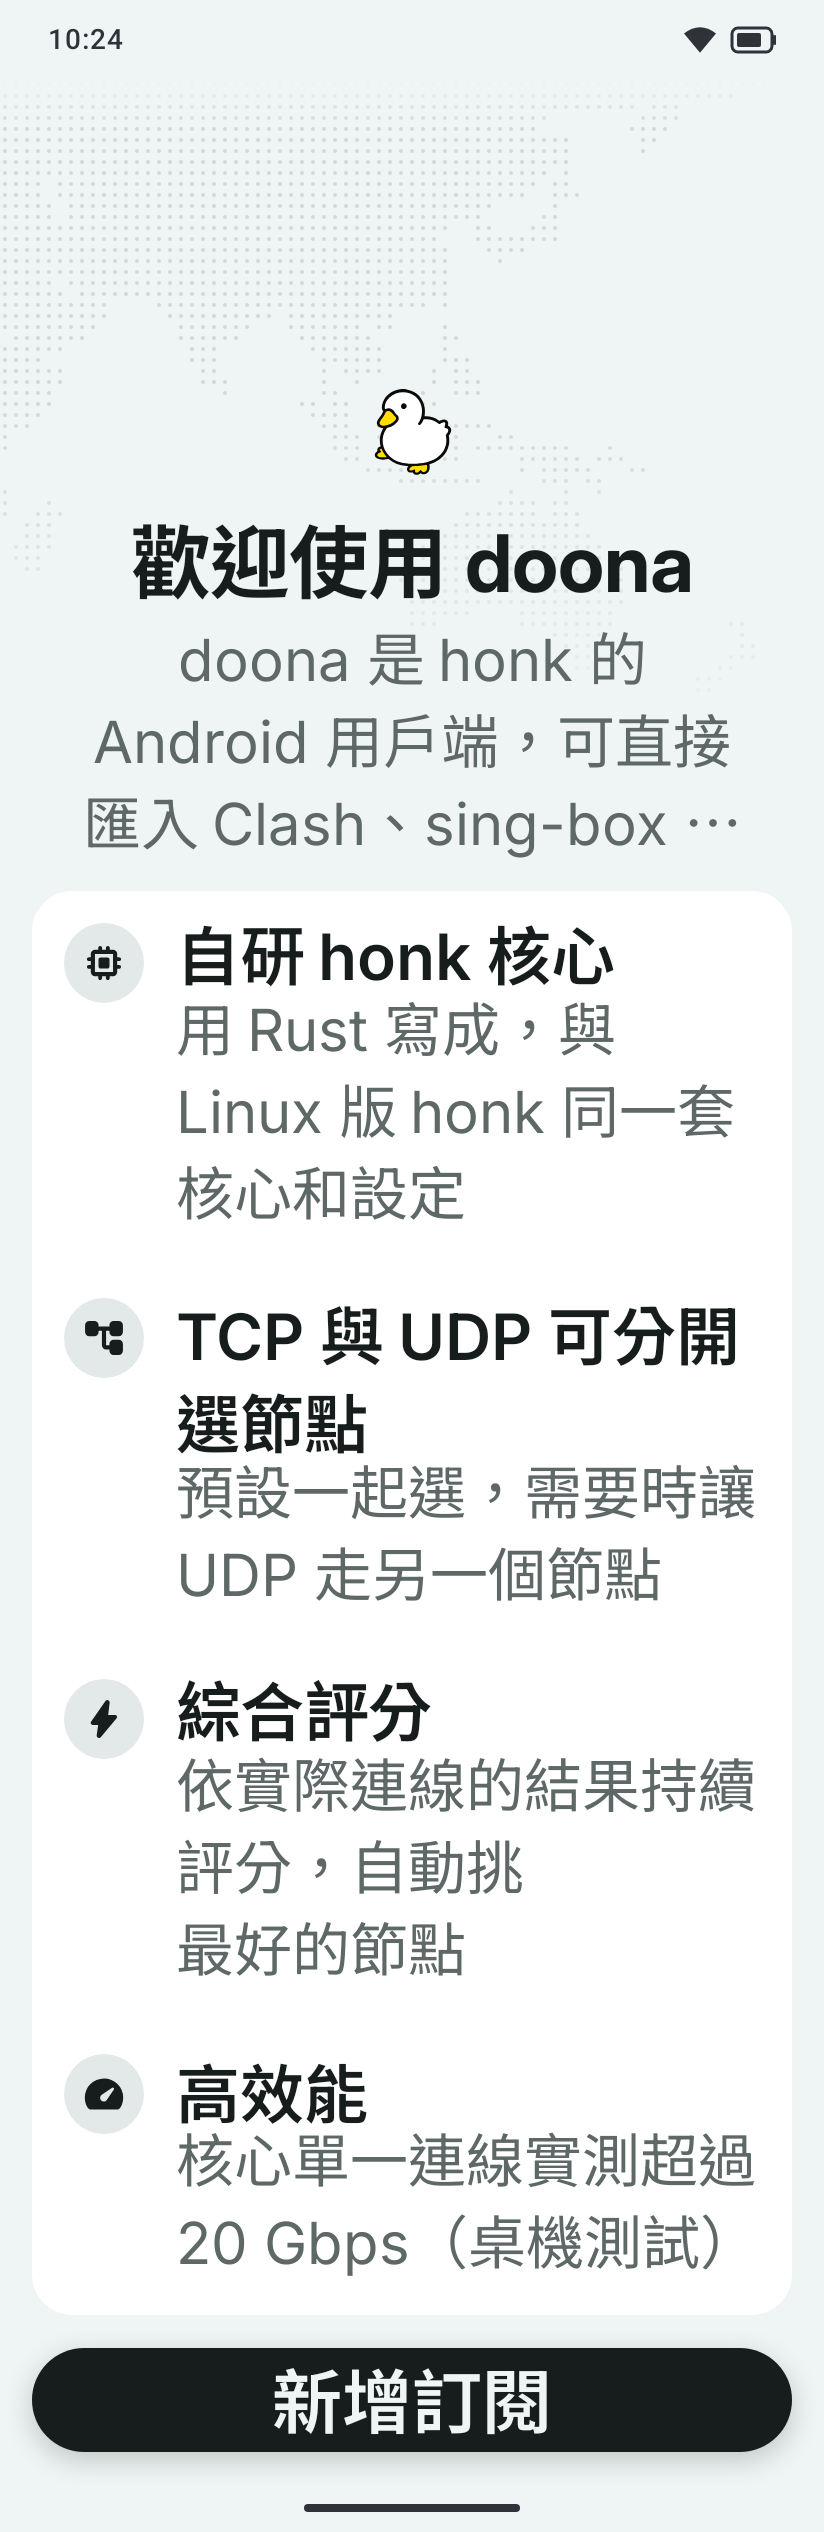 10:24
歡迎使用 doona
doona 是 honk 的
Android 用戶端，可直接
匯入 Clash、sing-box …
自研 honk 核心
用 Rust 寫成，與
Linux 版 honk 同一套
核心和設定
TCP 與 UDP 可分開
選節點
預設一起選，需要時讓
UDP 走另一個節點
綜合評分
依實際連線的結果持續
評分，自動挑
最好的節點
高效能
核心單一連線實測超過
20 Gbps（桌機測試）
新增訂閱